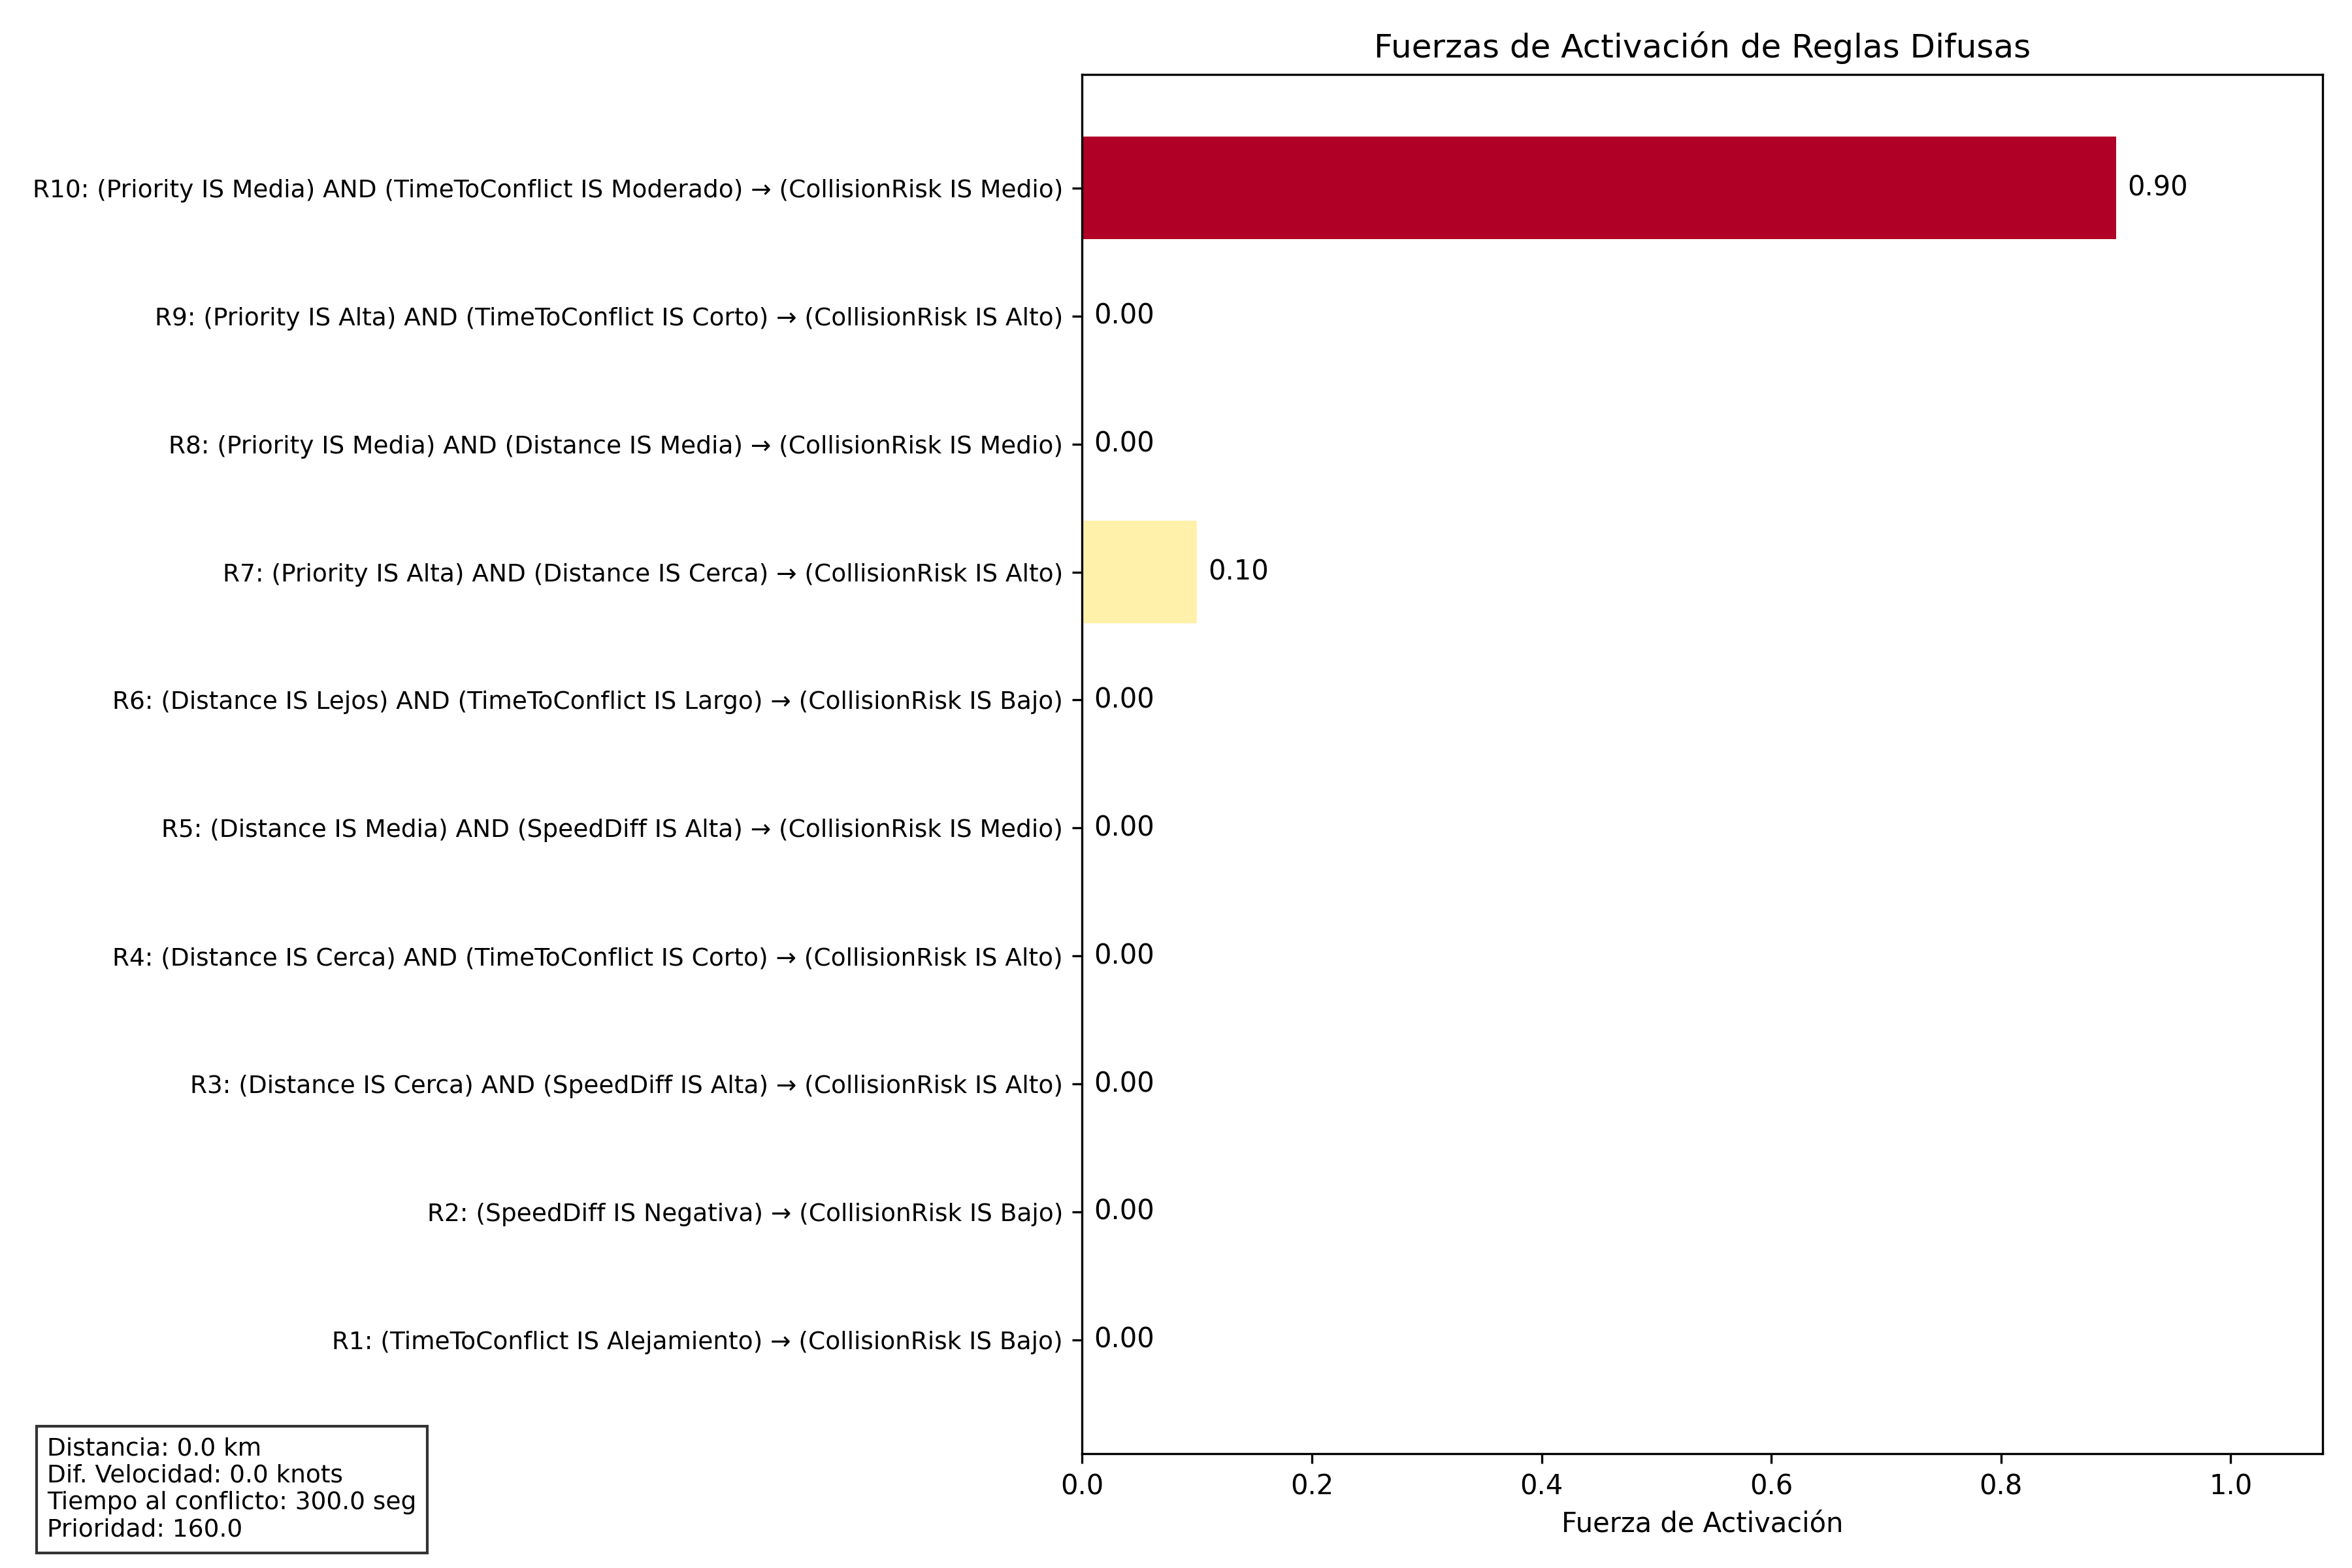 Fuerzas de Activación de Reglas Difusas
R10: (Priority IS Media) AND (TimeToConflict IS Moderado) → (CollisionRisk IS Medio)
0.90
R9: (Priority IS Alta) AND (TimeToConflict IS Corto) → (CollisionRisk IS Alto)
0.00
R8: (Priority IS Media) AND (Distance IS Media) → (CollisionRisk IS Medio)
0.00
R7: (Priority IS Alta) AND (Distance IS Cerca) → (CollisionRisk IS Alto)
0.10
R6: (Distance IS Lejos) AND (TimeToConflict IS Largo) → (CollisionRisk IS Bajo)
0.00
R5: (Distance IS Media) AND (SpeedDiff IS Alta) → (CollisionRisk IS Medio)
0.00
R4: (Distance IS Cerca) AND (TimeToConflict IS Corto) → (CollisionRisk IS Alto)
0.00
R3: (Distance IS Cerca) AND (SpeedDiff IS Alta) → (CollisionRisk IS Alto)
0.00
R2: (SpeedDiff IS Negativa) → (CollisionRisk IS Bajo)
0.00
R1: (TimeToConflict IS Alejamiento) → (CollisionRisk IS Bajo)
0.00
0.0 0.2 0.4 0.6 0.8 1.0
Fuerza de Activación
Distancia: 0.0 km
Dif. Velocidad: 0.0 knots
Tiempo al conflicto: 300.0 seg
Prioridad: 160.0